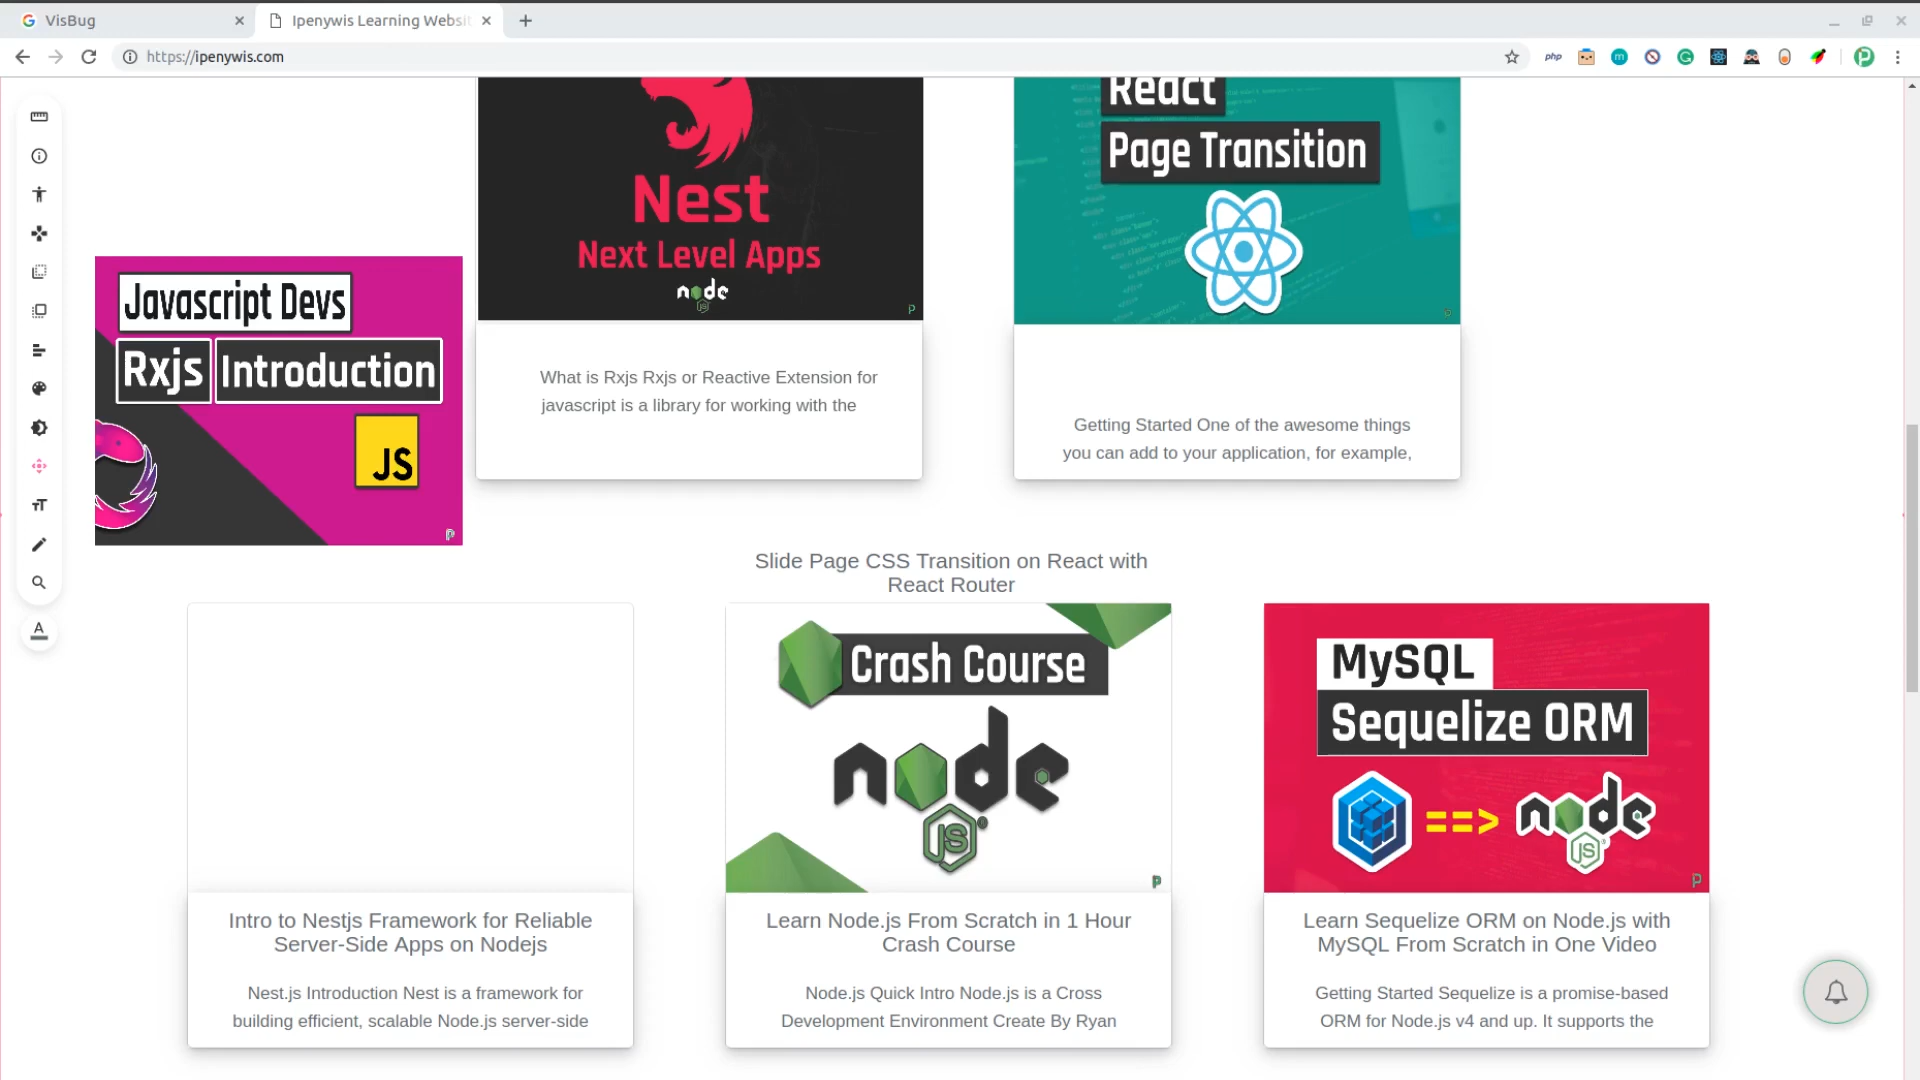 VisBug
Ipenywis Learning Websit
https://ipenywis.com
php
React
Page Transition
Nest
Next Level Apps
node
JS
Javascript Devs
Rxjs Introduction
JS
What is Rxjs Rxjs or Reactive Extension for
javascript is a library for working with the
Getting Started One of the awesome things
you can add to your application, for example,
Slide Page CSS Transition on React with
React Router
Crash Course
node
JS
MySQL
Sequelize ORM
==>
node
JS
Intro to Nestjs Framework for Reliable
Server-Side Apps on Nodejs
Nest.js Introduction Nest is a framework for
building efficient, scalable Node.js server-side
Learn Node.js From Scratch in 1 Hour
Crash Course
Node.js Quick Intro Node.js is a Cross
Development Environment Create By Ryan
Learn Sequelize ORM on Node.js with
MySQL From Scratch in One Video
Getting Started Sequelize is a promise-based
ORM for Node.js v4 and up. It supports the